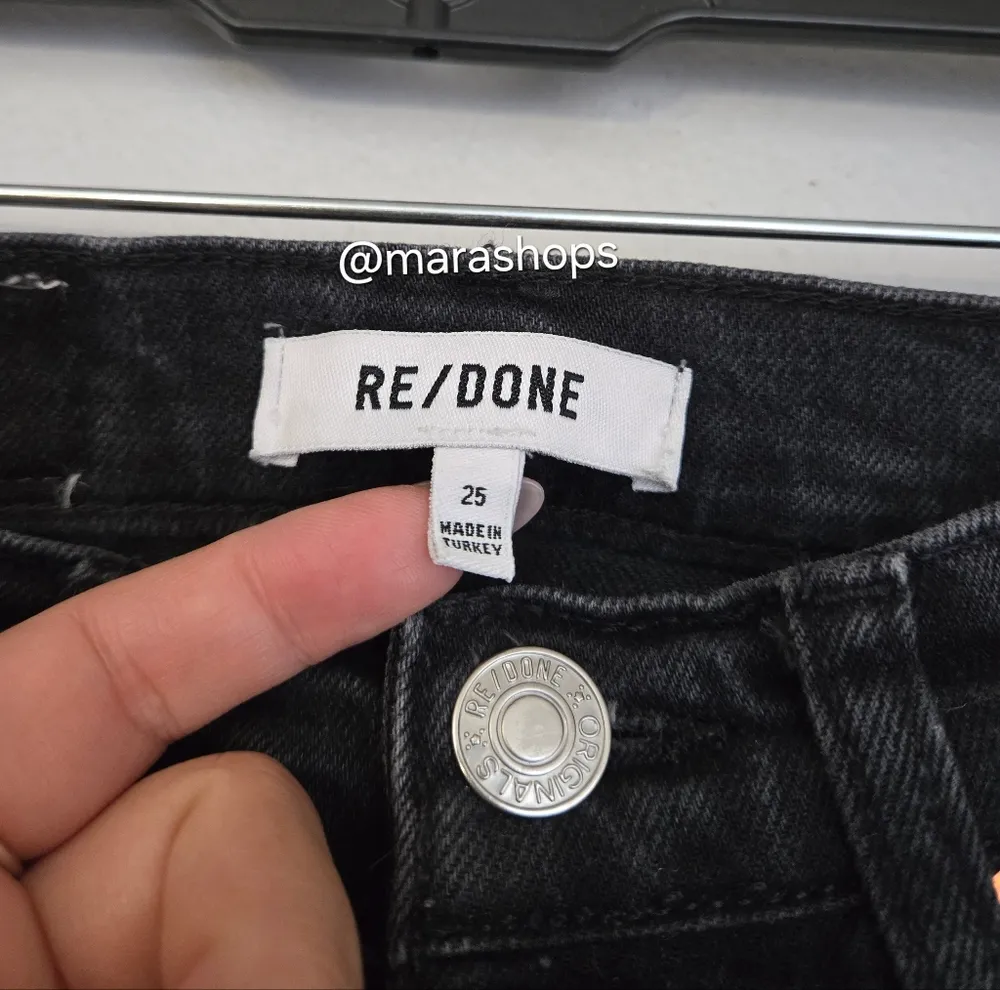 @marashops
RE/DONE
25
MADE IN
TURKEY
RE/DONE
ORIGINALS